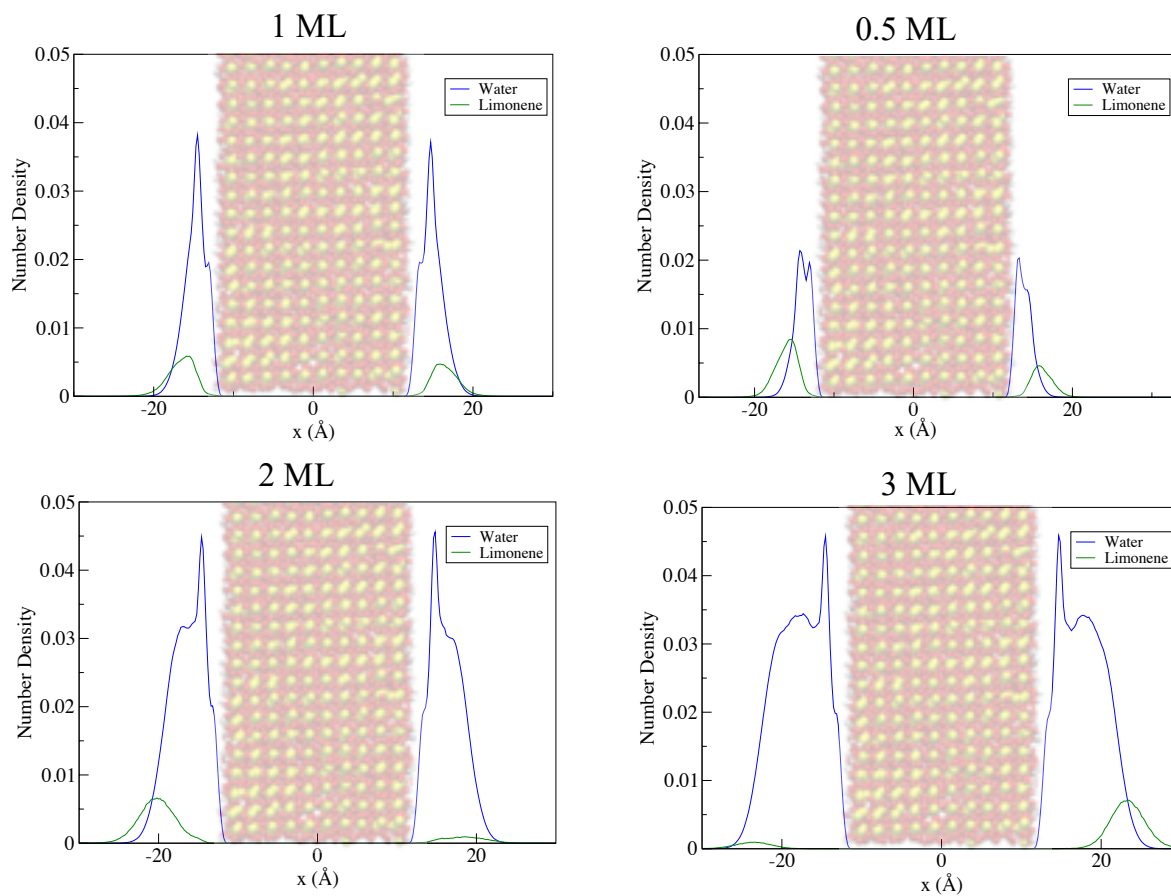 1 ML
0.05
0.04
0.03
0.02
0.01
0
Number Density
Water
Limonene
-20
0
20
x (Å)
0.5 ML
0.05
0.04
0.03
0.02
0.01
0
Number Density
Water
Limonene
-20
0
20
x (Å)
2 ML
0.05
0.04
0.03
0.02
0.01
0
Number Density
Water
Limonene
-20
0
20
x (Å)
3 ML
0.05
0.04
0.03
0.02
0.01
0
Number Density
Water
Limonene
-20
0
20
x (Å)